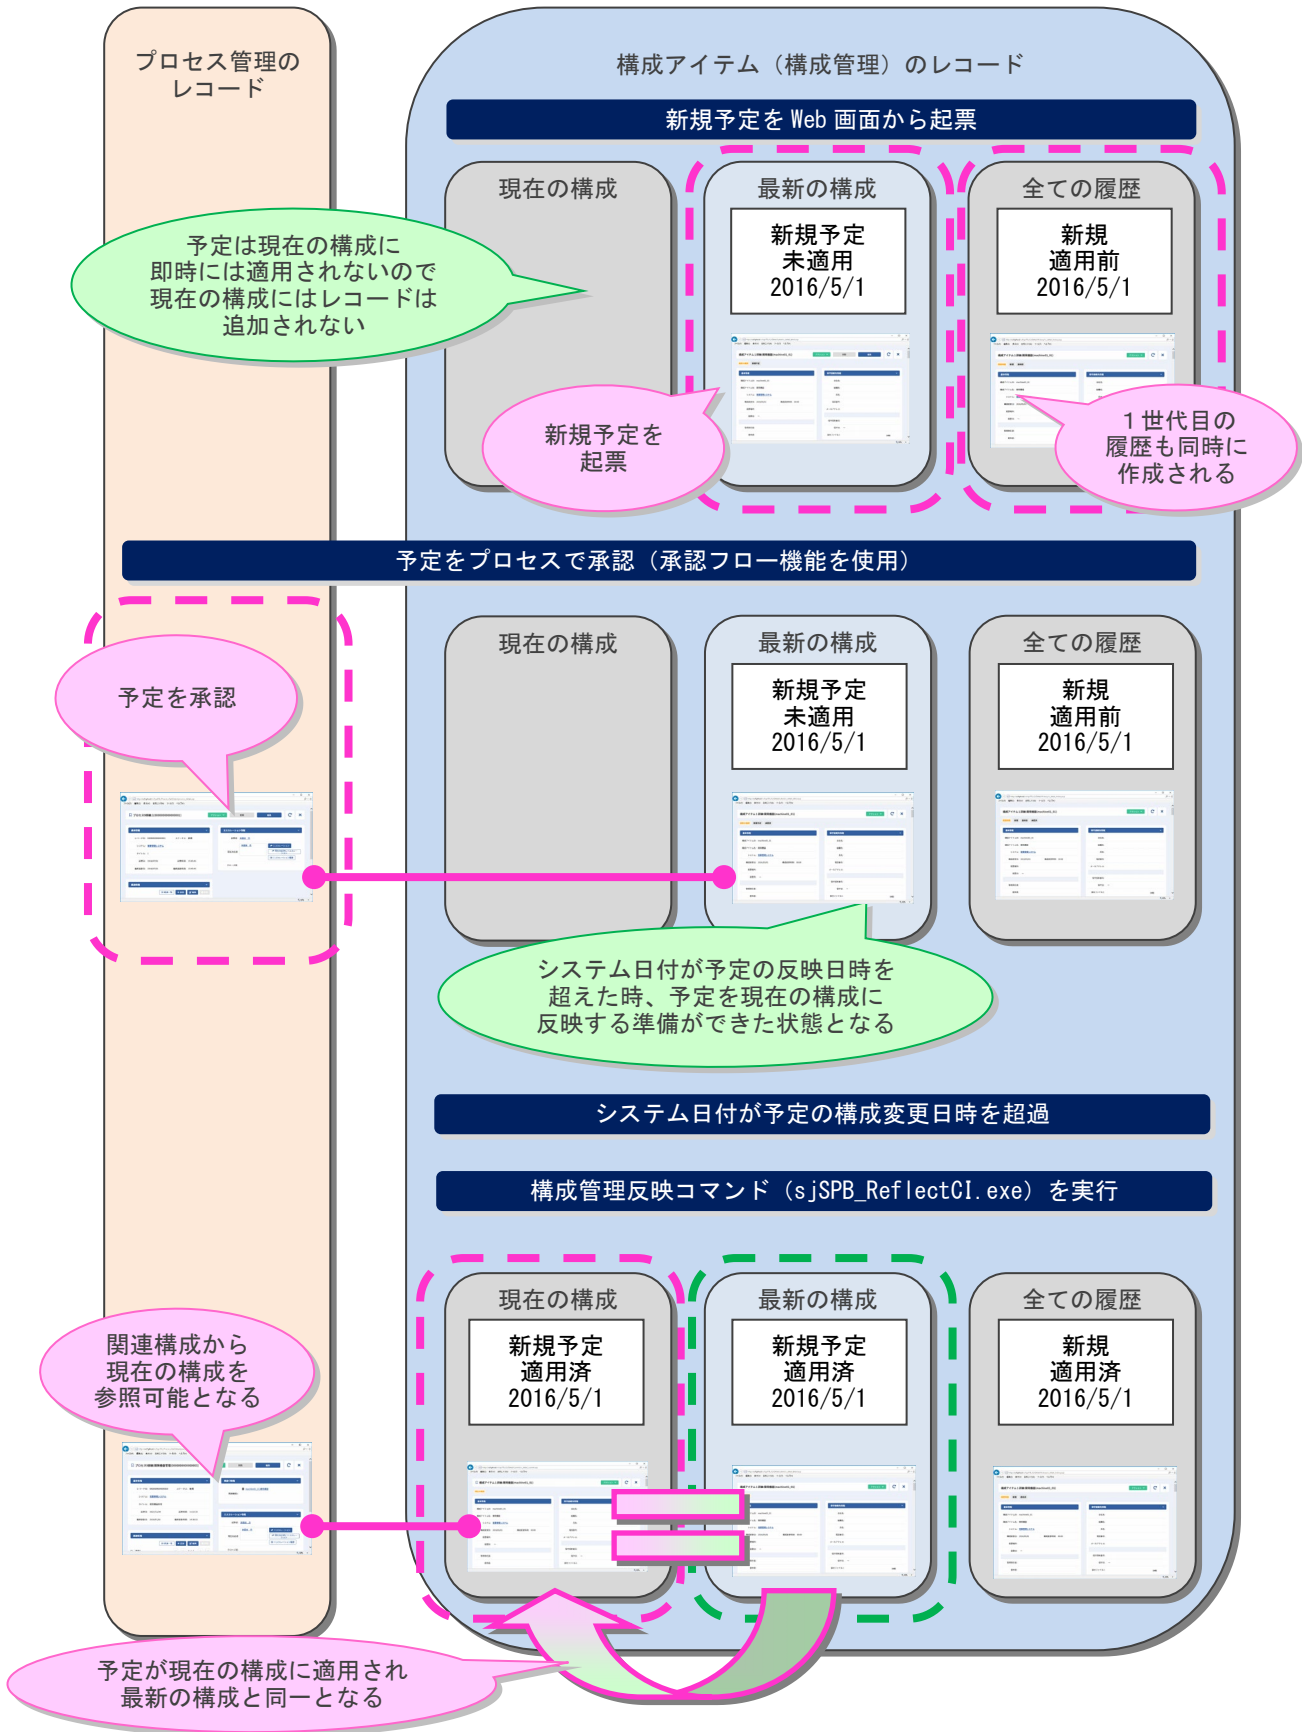 プロセス管理の
レコード
構成アイテム（構成管理）のレコード
新規予定を Web 画面から起票
現在の構成
最新の構成
全ての履歴
新規予定
未適用
2016/5/1
新規
適用前
2016/5/1
予定は現在の構成に
即時には適用されないので
現在の構成にはレコードは
追加されない
新規予定を
起票
１世代目の
履歴も同時に
作成される
予定をプロセスで承認（承認フロー機能を使用）
現在の構成
最新の構成
全ての履歴
新規予定
未適用
2016/5/1
新規
適用前
2016/5/1
予定を承認
システム日付が予定の反映日時を
超えた時、予定を現在の構成に
反映する準備ができた状態となる
システム日付が予定の構成変更日時を超過
構成管理反映コマンド（sjSPB_ReflectCI.exe）を実行
現在の構成
最新の構成
全ての履歴
新規予定
適用済
2016/5/1
新規予定
適用済
2016/5/1
新規
適用済
2016/5/1
関連構成から
現在の構成を
参照可能となる
予定が現在の構成に適用され
最新の構成と同一となる